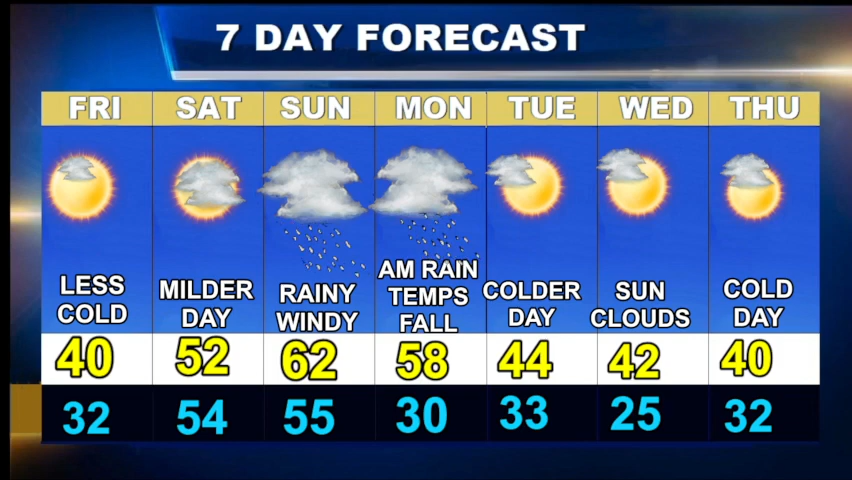 7 DAY FORECAST
FRI SAT SUN MON TUE WED THU
LESS COLD
MILDER DAY
RAINY WINDY
AM RAIN TEMPS FALL
COLDER DAY
SUN CLOUDS
COLD DAY
40 52 62 58 44 42 40
32 54 55 30 33 25 32